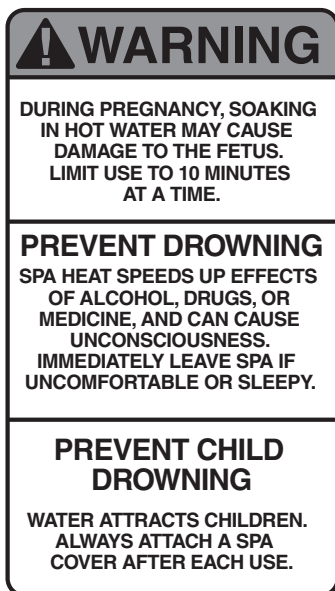 WARNING
DURING PREGNANCY, SOAKING
IN HOT WATER MAY CAUSE
DAMAGE TO THE FETUS.
LIMIT USE TO 10 MINUTES
AT A TIME.
PREVENT DROWNING
SPA HEAT SPEEDS UP EFFECTS
OF ALCOHOL, DRUGS, OR
MEDICINE, AND CAN CAUSE
UNCONSCIOUSNESS.
IMMEDIATELY LEAVE SPA IF
UNCOMFORTABLE OR SLEEPY.
PREVENT CHILD
DROWNING
WATER ATTRACTS CHILDREN.
ALWAYS ATTACH A SPA
COVER AFTER EACH USE.